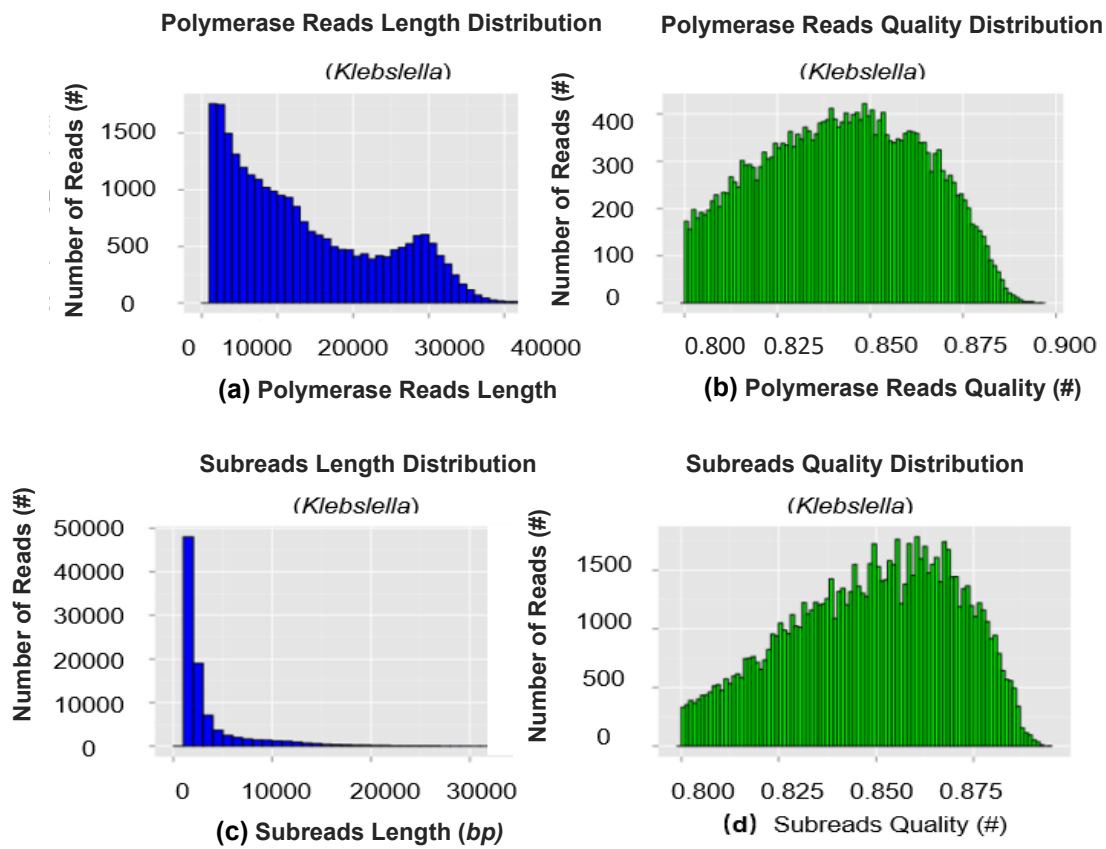 Polymerase Reads Length Distribution
(Klebslella)
Number of Reads (#)
1500
1000
500
0
0 10000 20000 30000 40000
(a) Polymerase Reads Length
Polymerase Reads Quality Distribution
(Klebslella)
Number of Reads (#)
400
300
200
100
0
0.800 0.825 0.850 0.875 0.900
(b) Polymerase Reads Quality (#)
Subreads Length Distribution
(Klebslella)
Number of Reads (#)
50000
40000
30000
20000
10000
0
0 10000 20000 30000
(c) Subreads Length (bp)
Subreads Quality Distribution
(Klebslella)
Number of Reads (#)
1500
1000
500
0
0.800 0.825 0.850 0.875
(d) Subreads Quality (#)